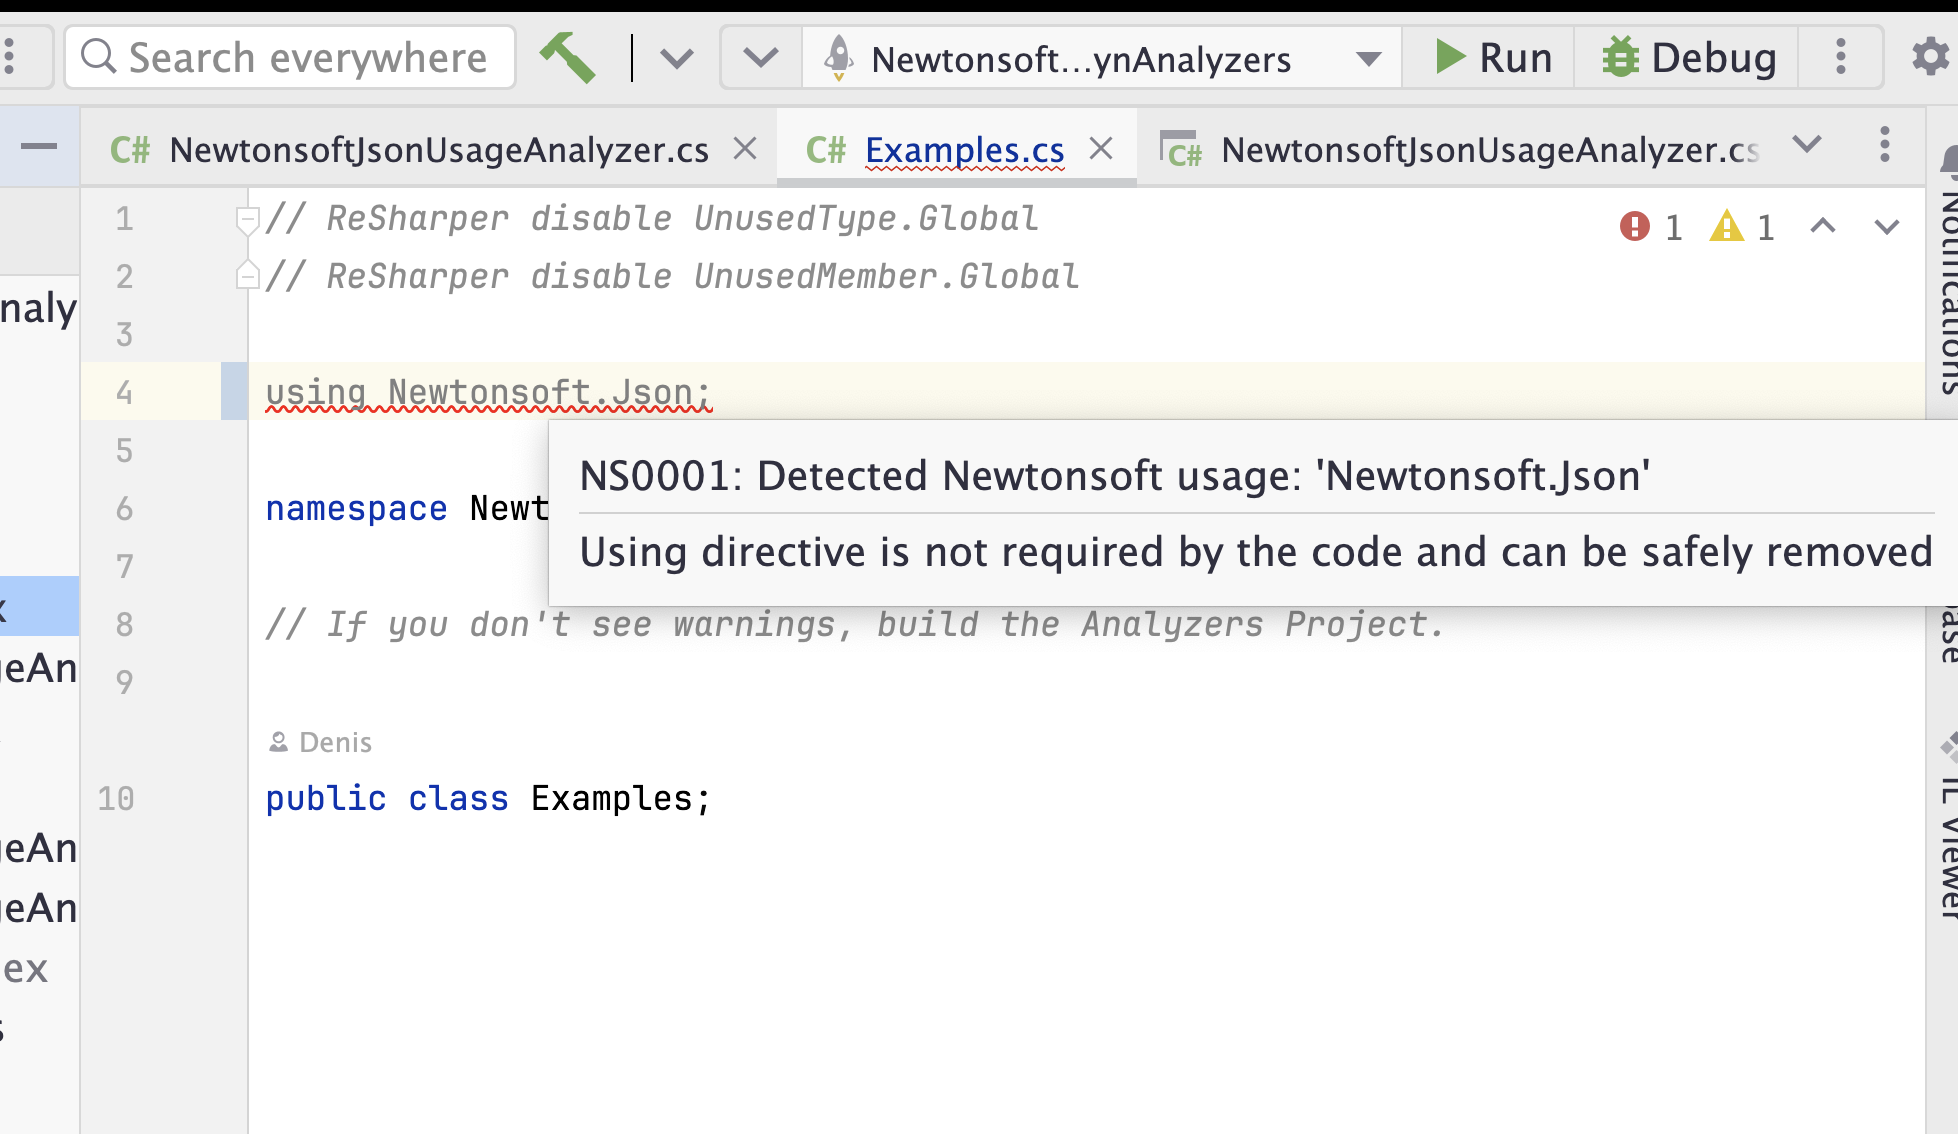 Search everywhere
Newtonsoft...ynAnalyzers
Run
Debug
C# NewtonsoftJsonUsageAnalyzer.cs
C# Examples.cs
C# NewtonsoftJsonUsageAnalyzer.cs
1 // ReSharper disable UnusedType.Global
1 1
2 // ReSharper disable UnusedMember.Global
3
4 using Newtonsoft.Json;
5
NS0001: Detected Newtonsoft usage: 'Newtonsoft.Json'
6 namespace Newt
Using directive is not required by the code and can be safely removed
7
8 // If you don't see warnings, build the Analyzers Project.
9
Denis
10 public class Examples;
naly
geAn
geAn
geAn
ex
s
Notifications
ase
IL Viewer